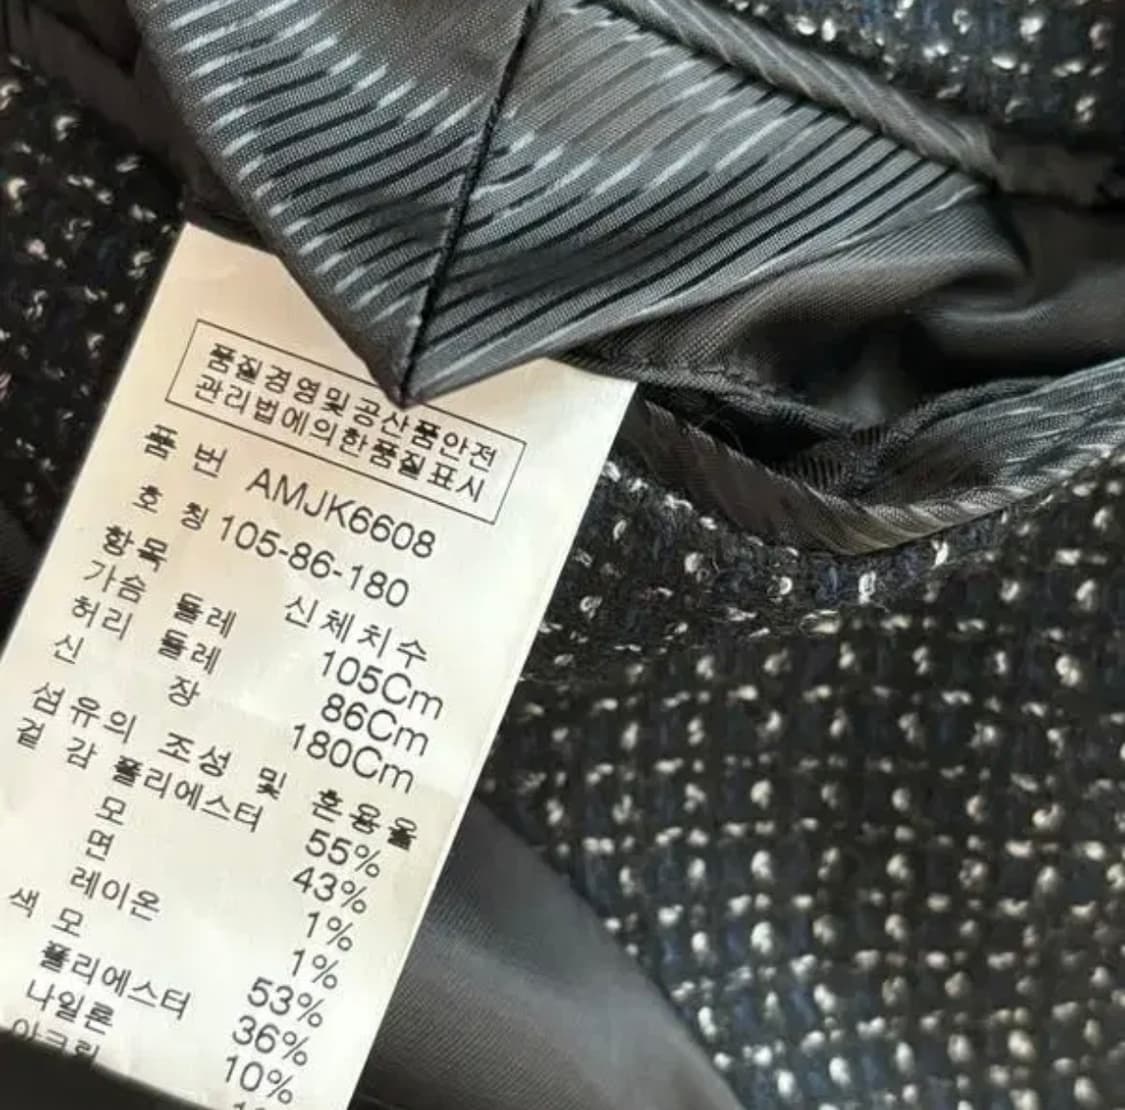 품질경영및공산품안전
관리법에의한품질표시
품 번 AMJK6608
호 칭 105-86-180
항목 신체치수
가슴 둘레 105Cm
허리 둘레 86Cm
신 장 180Cm
섬유의 조성 및 혼용율
겉 감 폴리에스터 55%
모 43%
면 1%
레이온 1%
색 모 53%
폴리에스터 36%
나일론 10%